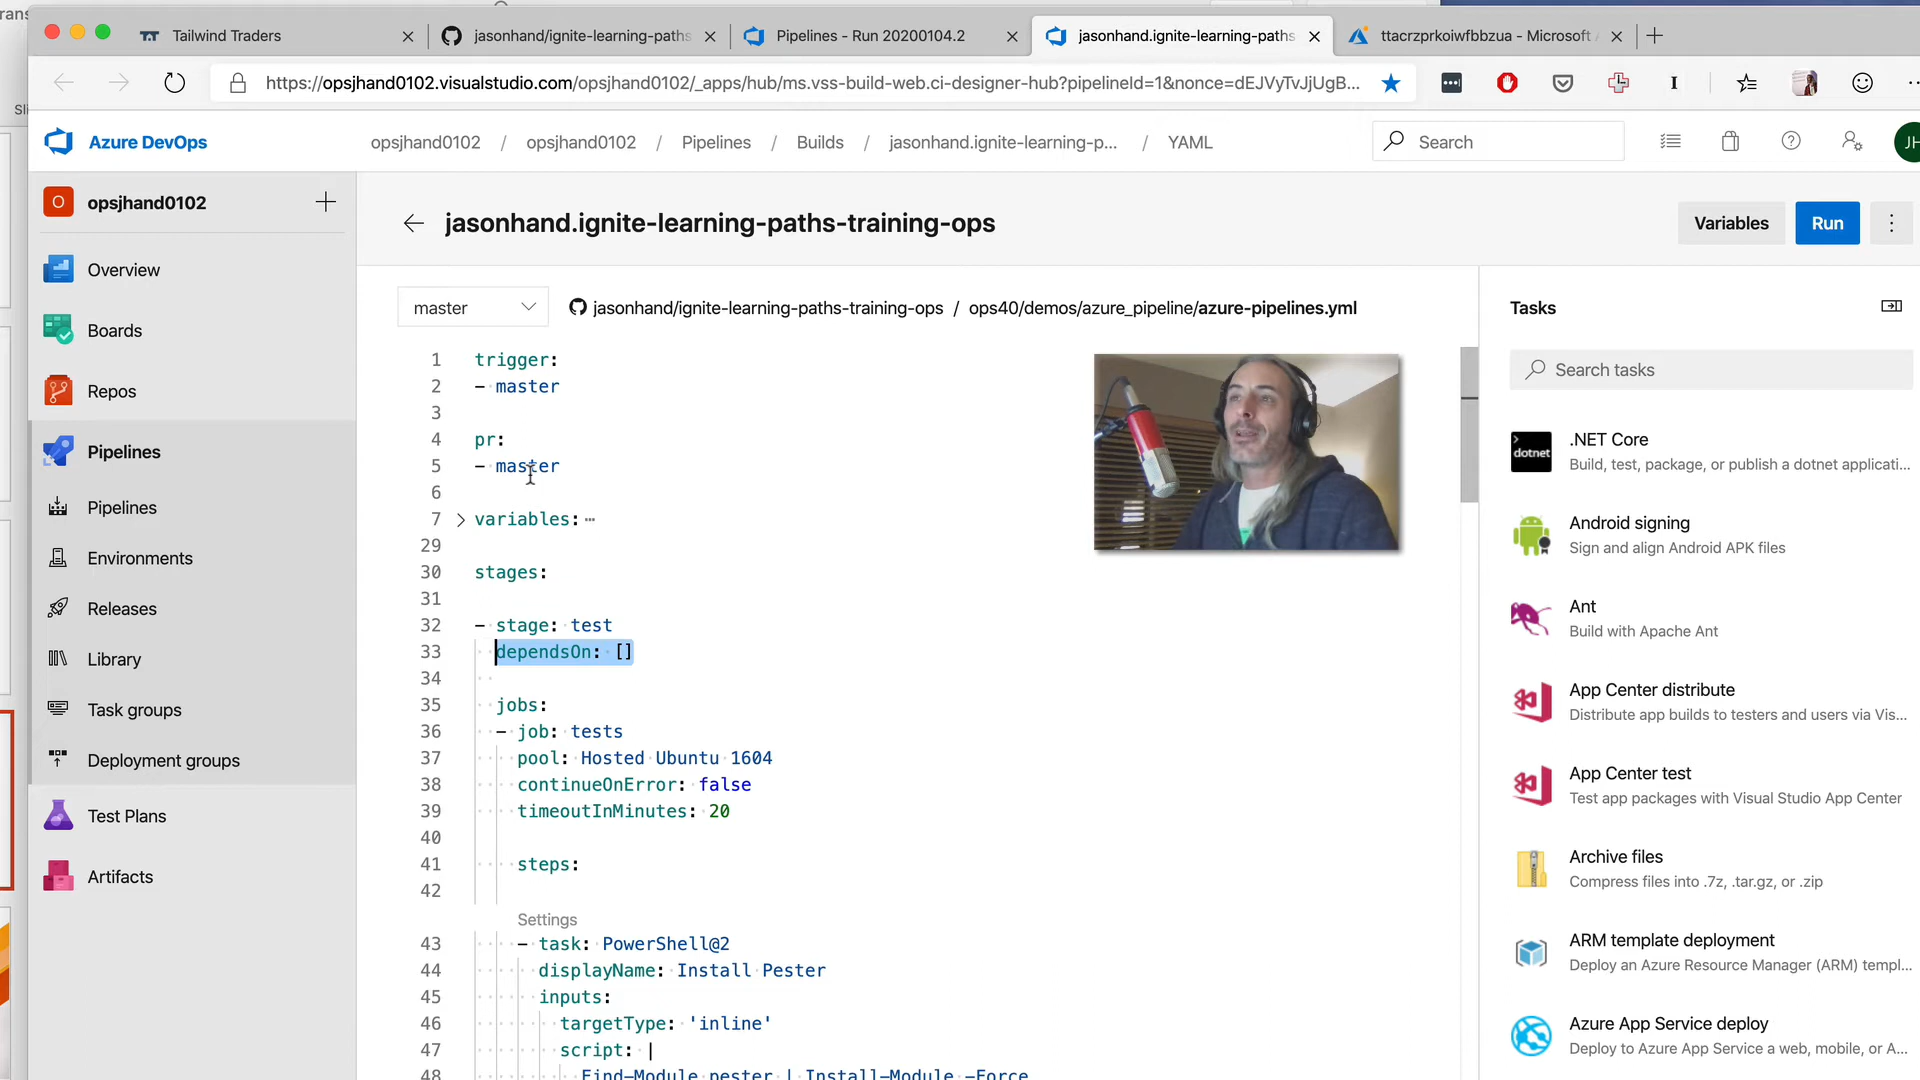 rans
Tailwind Traders
jasonhand/ignite-learning-paths
Pipelines - Run 20200104.2
jasonhand.ignite-learning-paths
ttacrzprkoiwfbbzua - Microsoft A
https://opsjhand0102.visualstudio.com/opsjhand0102/_apps/hub/ms.vss-build-web.ci-designer-hub?pipelineId=1&nonce=dEJVyTvJjUgB...
Sli
Azure DevOps
opsjhand0102 / opsjhand0102 / Pipelines / Builds / jasonhand.ignite-learning-p... / YAML
Search
JH
O opsjhand0102
jasonhand.ignite-learning-paths-training-ops
Variables
Run
Overview
Boards
Repos
Pipelines
Pipelines
Environments
Releases
Library
Task groups
Deployment groups
Test Plans
Artifacts
master
jasonhand/ignite-learning-paths-training-ops / ops40/demos/azure_pipeline/azure-pipelines.yml
1 trigger:
2 - master
3
4 pr:
5 - master
6
7 variables: ⋯
29
30 stages:
31
32 - stage: test
33 dependsOn: []
34
35 jobs:
36 - job: tests
37 pool: Hosted Ubuntu 1604
38 continueOnError: false
39 timeoutInMinutes: 20
40
41 steps:
42
Settings
43 - task: PowerShell@2
44 displayName: Install Pester
45 inputs:
46 targetType: 'inline'
47 script: |
48 Find-Module pester | Install-Module -Force
Tasks
Search tasks
dotnet
.NET Core
Build, test, package, or publish a dotnet applicati...
Android signing
Sign and align Android APK files
Ant
Build with Apache Ant
App Center distribute
Distribute app builds to testers and users via Vis...
App Center test
Test app packages with Visual Studio App Center
Archive files
Compress files into .7z, .tar.gz, or .zip
ARM template deployment
Deploy an Azure Resource Manager (ARM) templ...
Azure App Service deploy
Deploy to Azure App Service a web, mobile, or A...